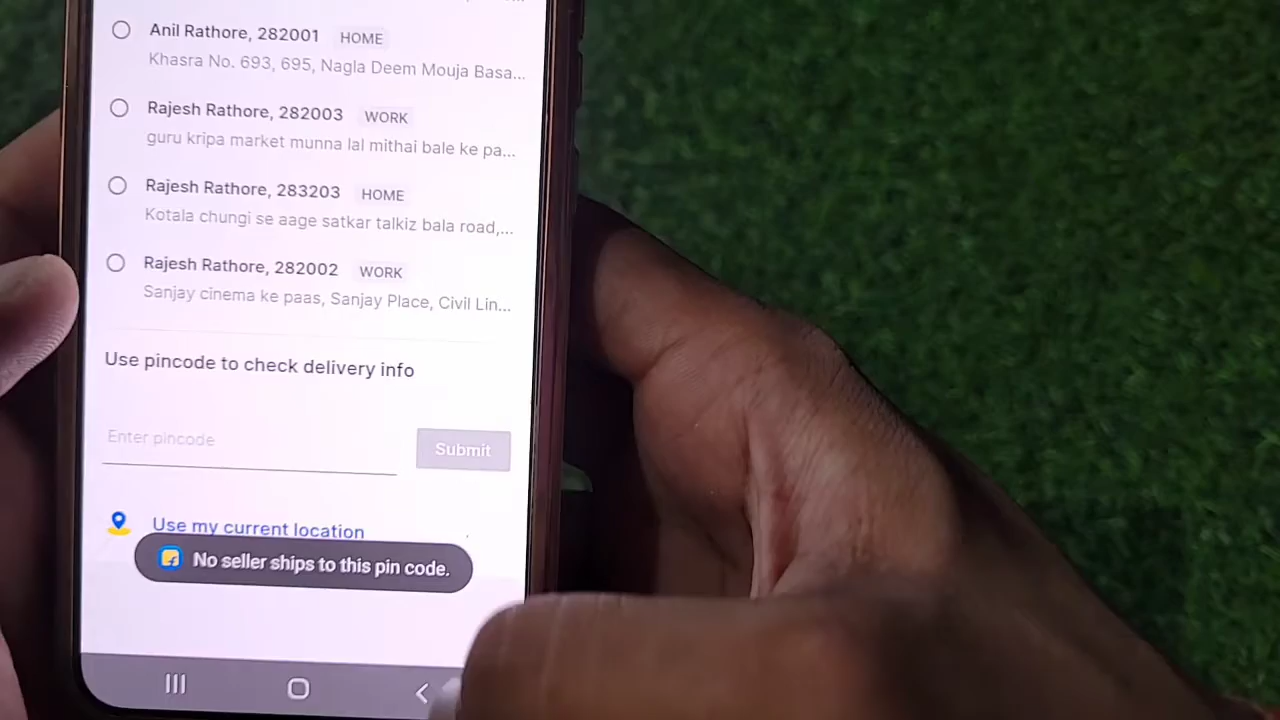 Anil Rathore, 282001 HOME
Khasra No. 693, 695, Nagla Deem Mouja Basa...
Rajesh Rathore, 282003 WORK
guru kripa market munna lal mithai bale ke pa...
Rajesh Rathore, 283203 HOME
Kotala chungi se aage satkar talkiz bala road,...
Rajesh Rathore, 282002 WORK
Sanjay cinema ke paas, Sanjay Place, Civil Lin...
Use pincode to check delivery info
Enter pincode
Submit
Use my current location
No seller ships to this pin code.